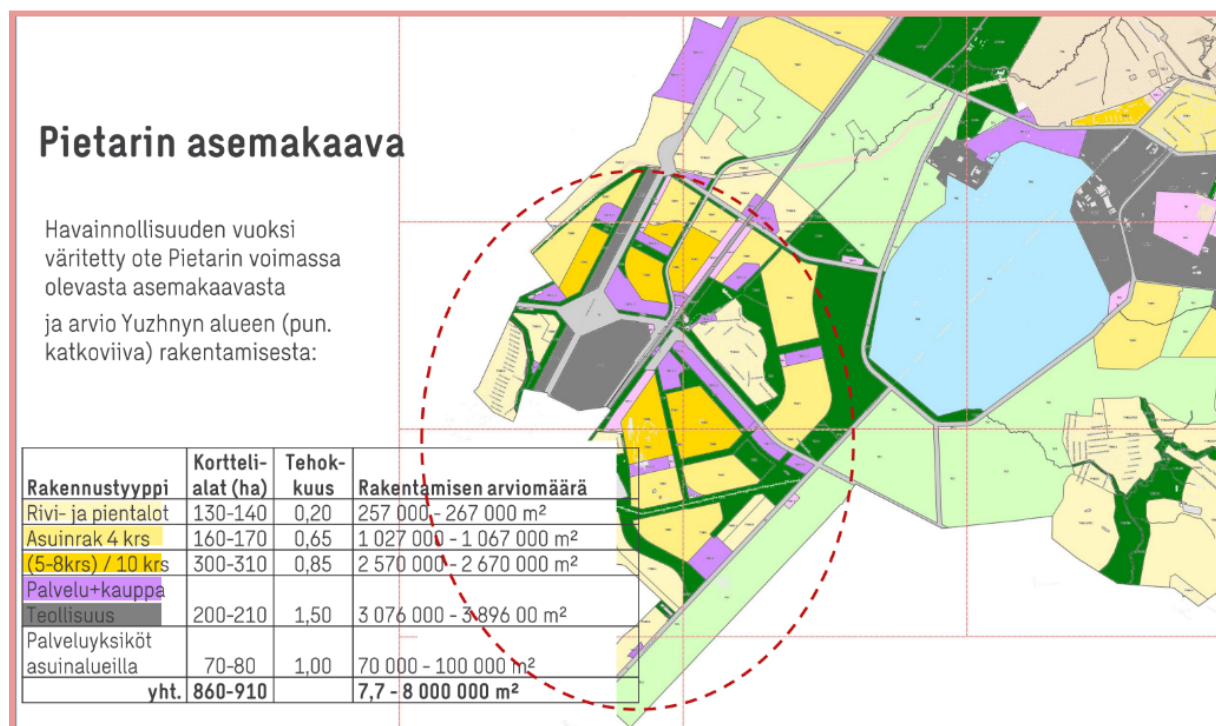 Pietarin asemakaava
Havainnollisuuden vuoksi
väritetty ote Pietarin voimassa
olevasta asemakaavasta
ja arvio Yuzhnyn alueen (pun.
katkoviiva) rakentamisesta:
Rakennustyyppi Kortteli- alat (ha) Tehok- kuus Rakentamisen arviomäärä
Rivi- ja pientalot 130-140 0,20 257 000 - 267 000 m²
Asuinrak 4 krs 160-170 0,65 1 027 000 - 1 067 000 m²
(5-8krs) / 10 krs 300-310 0,85 2 570 000 - 2 670 000 m²
Palvelu+kauppa
Teollisuus 200-210 1,50 3 076 000 - 3 896 00 m²
Palveluyksiköt
asuinalueilla 70-80 1,00 70 000 - 100 000 m²
yht. 860-910 7,7 - 8 000 000 m²